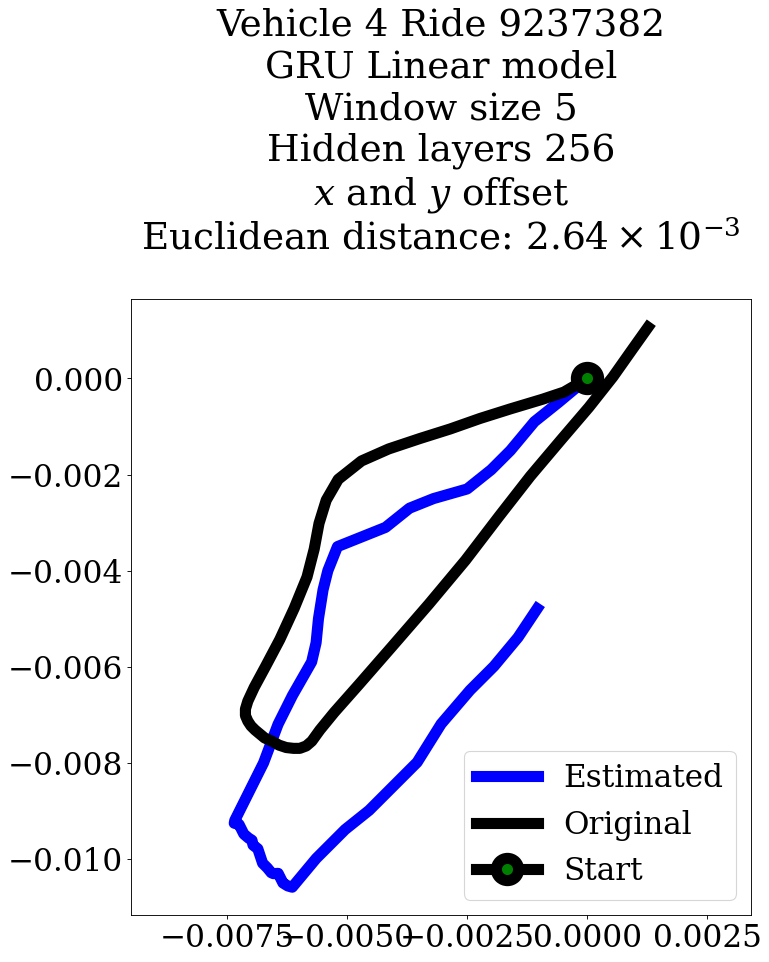 Vehicle 4 Ride 9237382
GRU Linear model
Window size 5
Hidden layers 256
x and y offset
Euclidean distance: 2.64 × 10⁻³
0.000
−0.002
−0.004
−0.006
−0.008
−0.010
Estimated
Original
Start
−0.0075 −0.0050 −0.0025 0.0000 0.0025